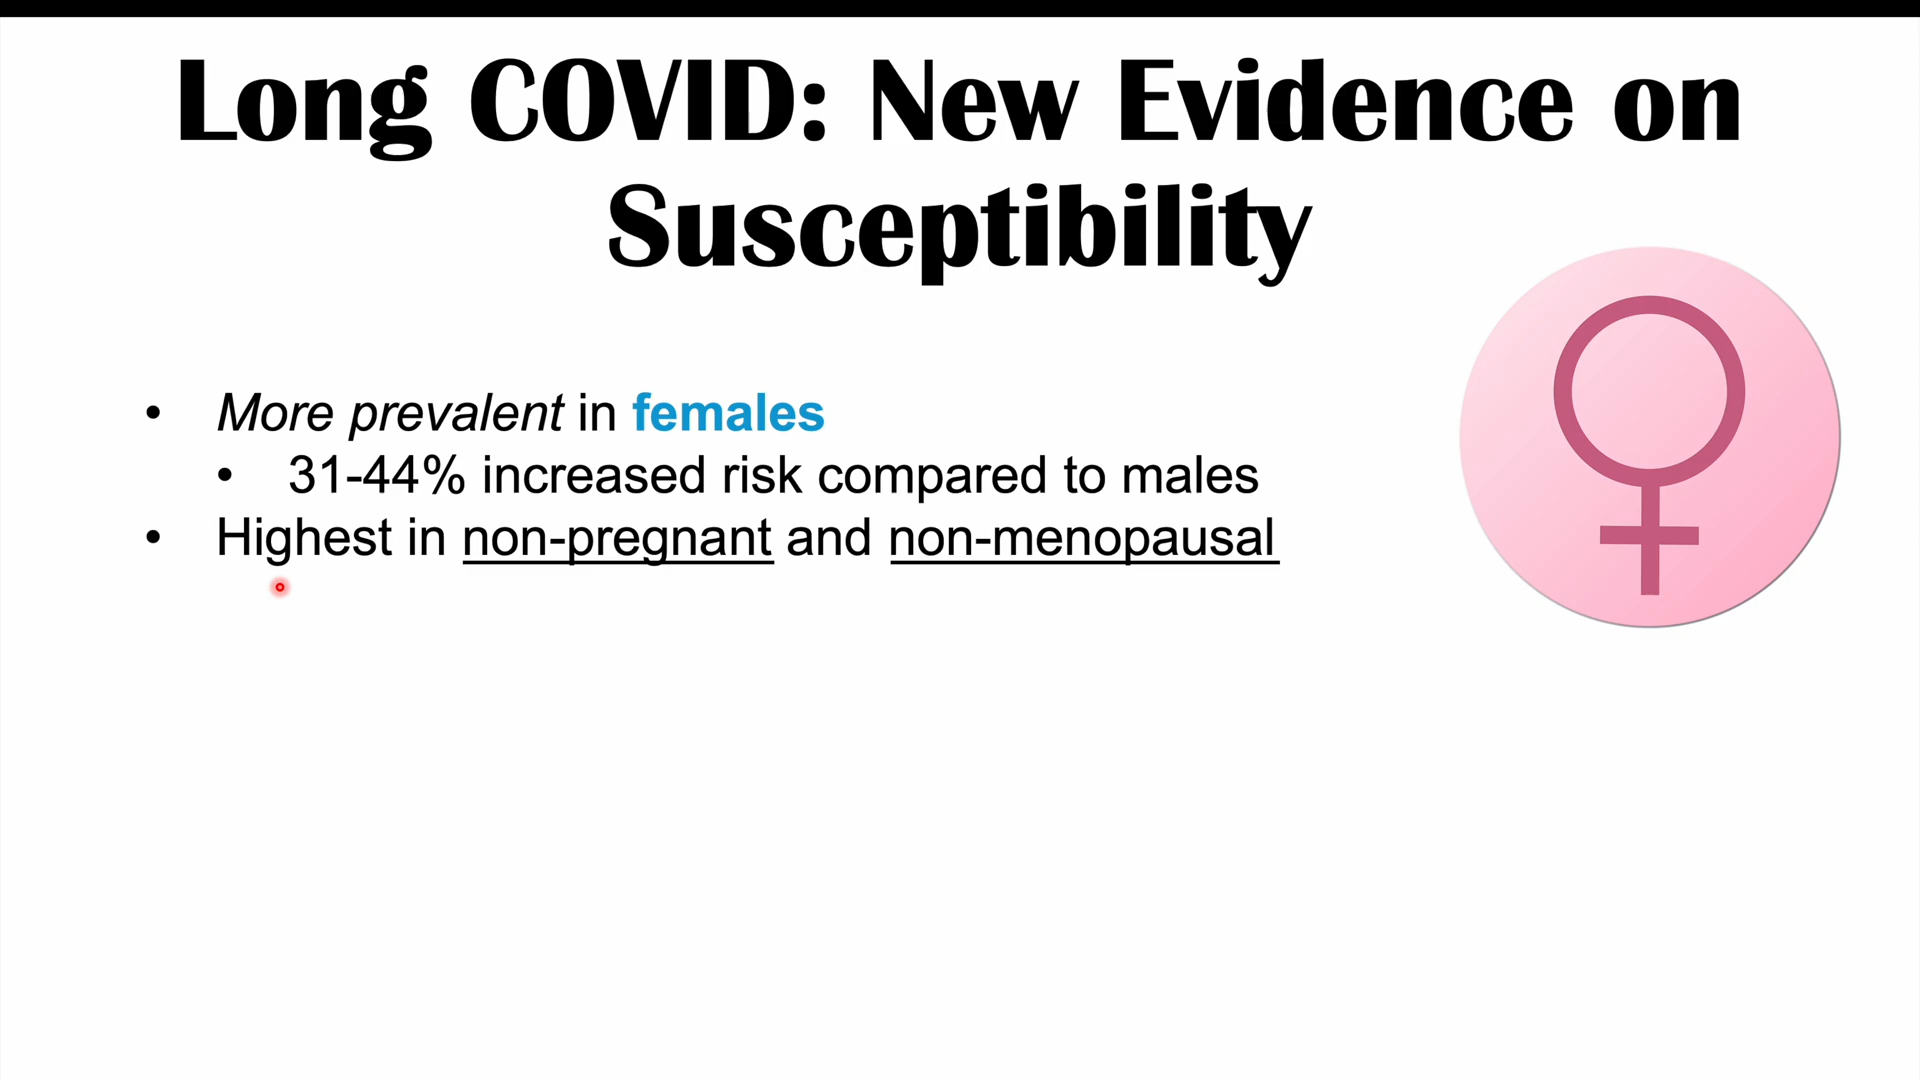 Long COVID: New Evidence on
Susceptibility
• More prevalent in females
• 31-44% increased risk compared to males
• Highest in non-pregnant and non-menopausal